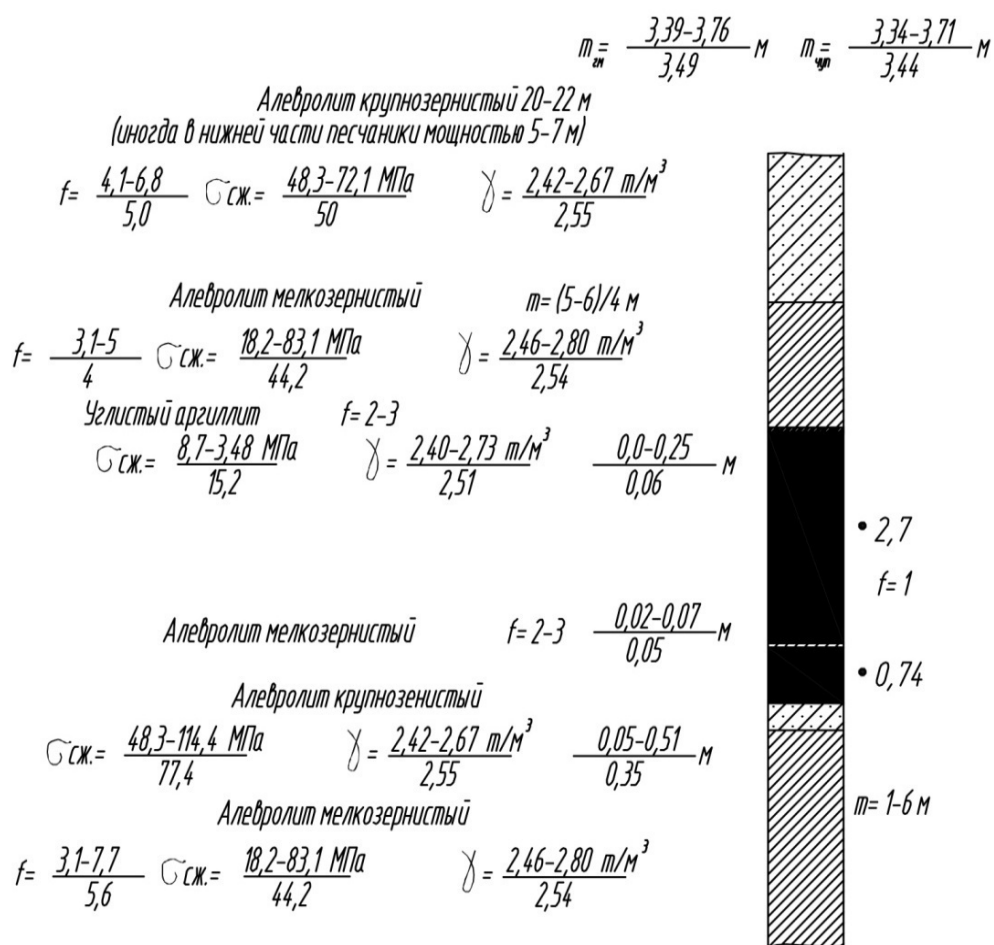 m гм = 3,39-3,76 / 3,49 м m чуп = 3,34-3,71 / 3,44 м
Алевролит крупнозернистый 20-22 м
(иногда в нижней части песчаники мощностью 5-7 м)
f= 4,1-6,8 / 5,0 σсж.= 48,3-72,1 МПа / 50 γ = 2,42-2,67 т/м³ / 2,55
Алевролит мелкозернистый m= (5-6)/4 м
f= 3,1-5 / 4 σсж.= 18,2-83,1 МПа / 44,2 γ = 2,46-2,80 т/м³ / 2,54
Углистый аргиллит f= 2-3
σсж.= 8,7-3,48 МПа / 15,2 γ = 2,40-2,73 т/м³ / 2,51 0,0-0,25 / 0,06 м
• 2,7
f= 1
Алевролит мелкозернистый f= 2-3 0,02-0,07 / 0,05 м
• 0,74
Алевролит крупнозенистый
σсж.= 48,3-114,4 МПа / 77,4 γ = 2,42-2,67 т/м³ / 2,55 0,05-0,51 / 0,35 м
Алевролит мелкозернистый
m= 1-6 м
f= 3,1-7,7 / 5,6 σсж.= 18,2-83,1 МПа / 44,2 γ = 2,46-2,80 т/м³ / 2,54